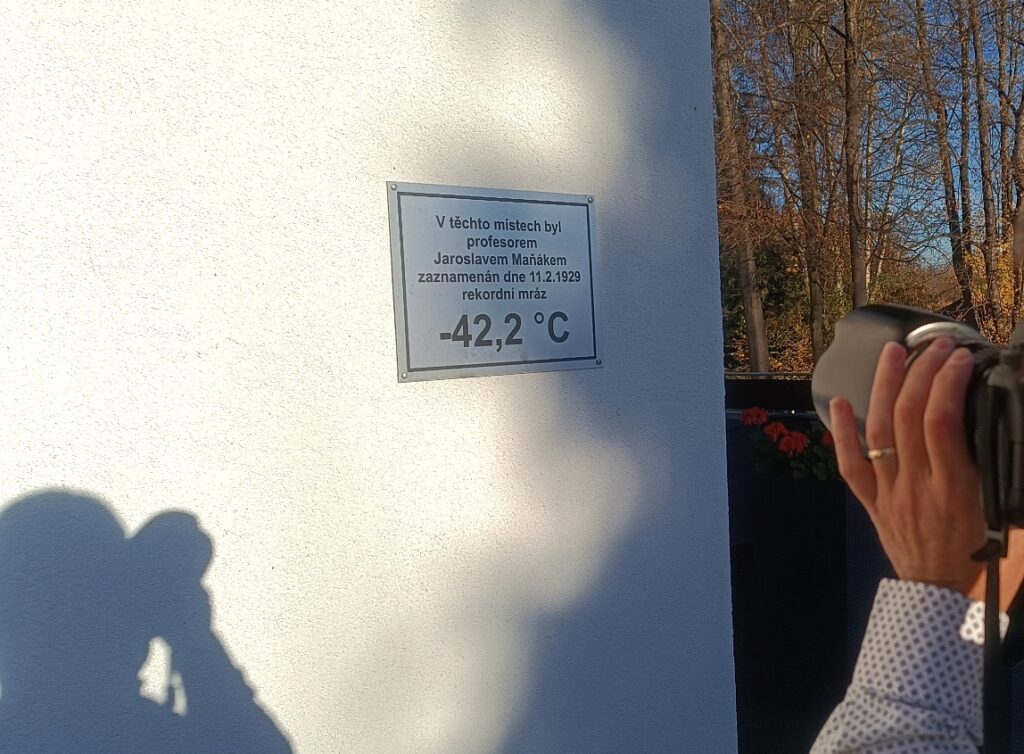 V těchto místech byl
profesorem
Jaroslavem Maňákem
zaznamenán dne 11.2.1929
rekordní mráz
-42,2 °C